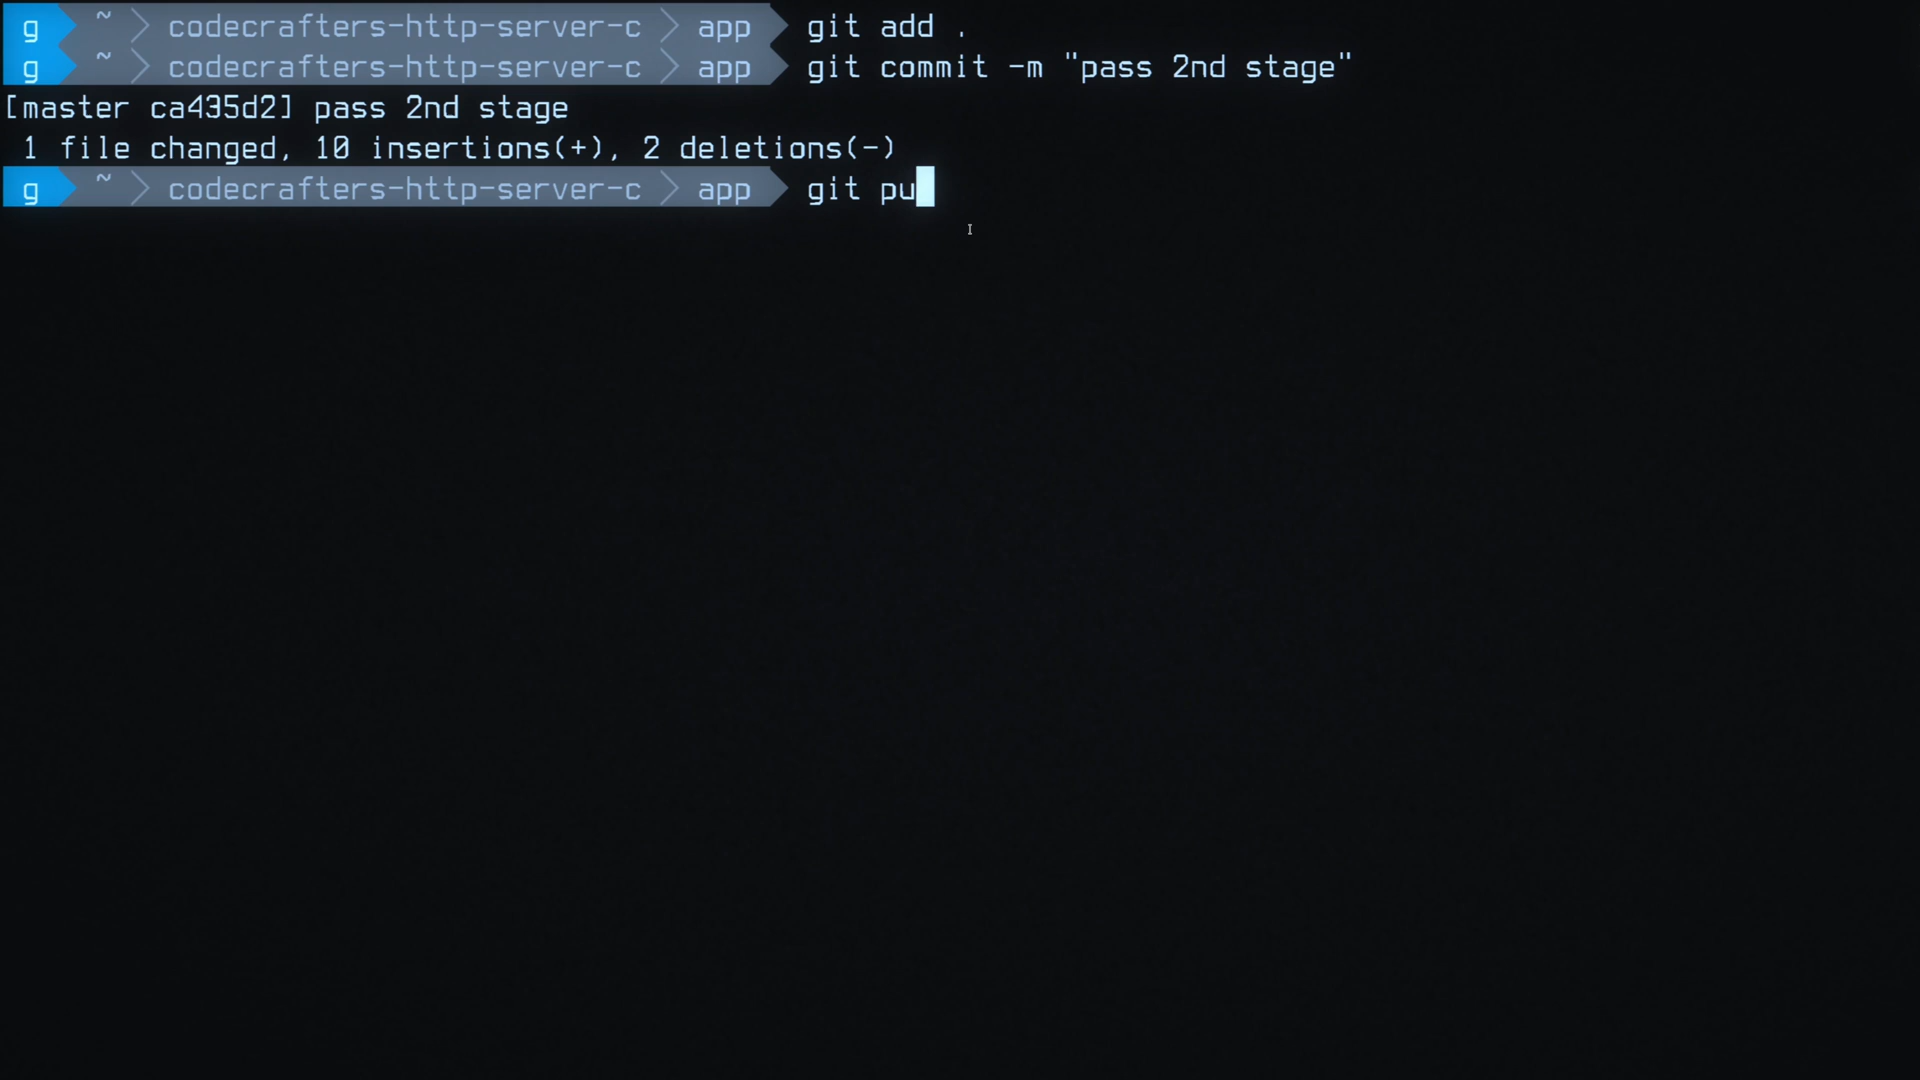 g ~ codecrafters-http-server-c app git add .
g ~ codecrafters-http-server-c app git commit -m "pass 2nd stage"
[master ca435d2] pass 2nd stage
1 file changed, 10 insertions(+), 2 deletions(-)
g ~ codecrafters-http-server-c app git pu